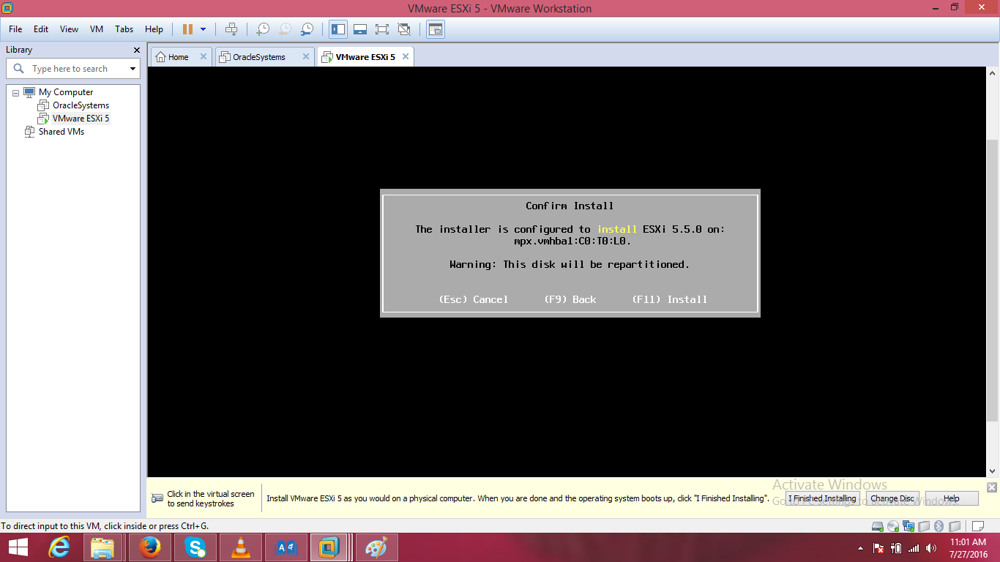 VMware ESXi 5 - VMware Workstation
File Edit View VM Tabs Help
Library
Type here to search
My Computer
OracleSystems
VMware ESXi 5
Shared VMs
Home OracleSystems VMware ESXi 5
Confirm Install
The installer is configured to install ESXi 5.5.0 on:
mpx.vmhba1:C0:T0:L0.
Warning: This disk will be repartitioned.
(Esc) Cancel (F9) Back (F11) Install
Click in the virtual screen
to send keystrokes
Install VMware ESXi 5 as you would on a physical computer. When you are done and the operating system boots up, click "I Finished Installing".
I Finished Installing Change Disc Help
Activate Windows
Go to PC settings to activate Windows.
To direct input to this VM, click inside or press Ctrl+G.
11:01 AM
7/27/2016